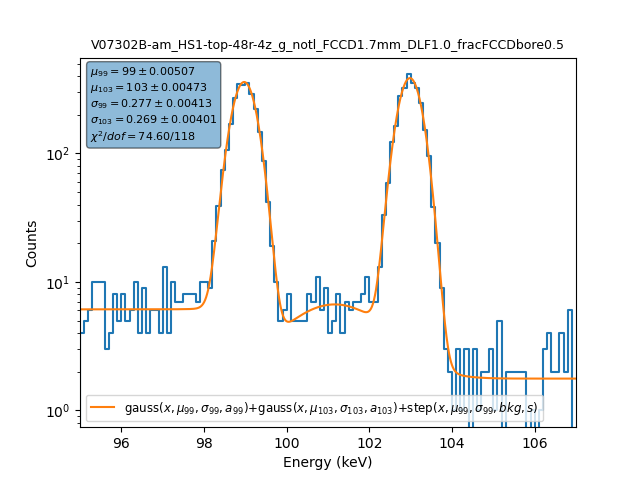 V07302B-am_HS1-top-48r-4z_g_notl_FCCD1.7mm_DLF1.0_fracFCCDbore0.5
μ99 = 99 ± 0.00507
μ103 = 103 ± 0.00473
σ99 = 0.277 ± 0.00413
σ103 = 0.269 ± 0.00401
χ²/dof = 74.60/118
10²
10¹
10⁰
Counts
gauss(x, μ99, σ99, a99)+gauss(x, μ103, σ103, a103)+step(x, μ99, σ99, bkg, s)
96 98 100 102 104 106
Energy (keV)